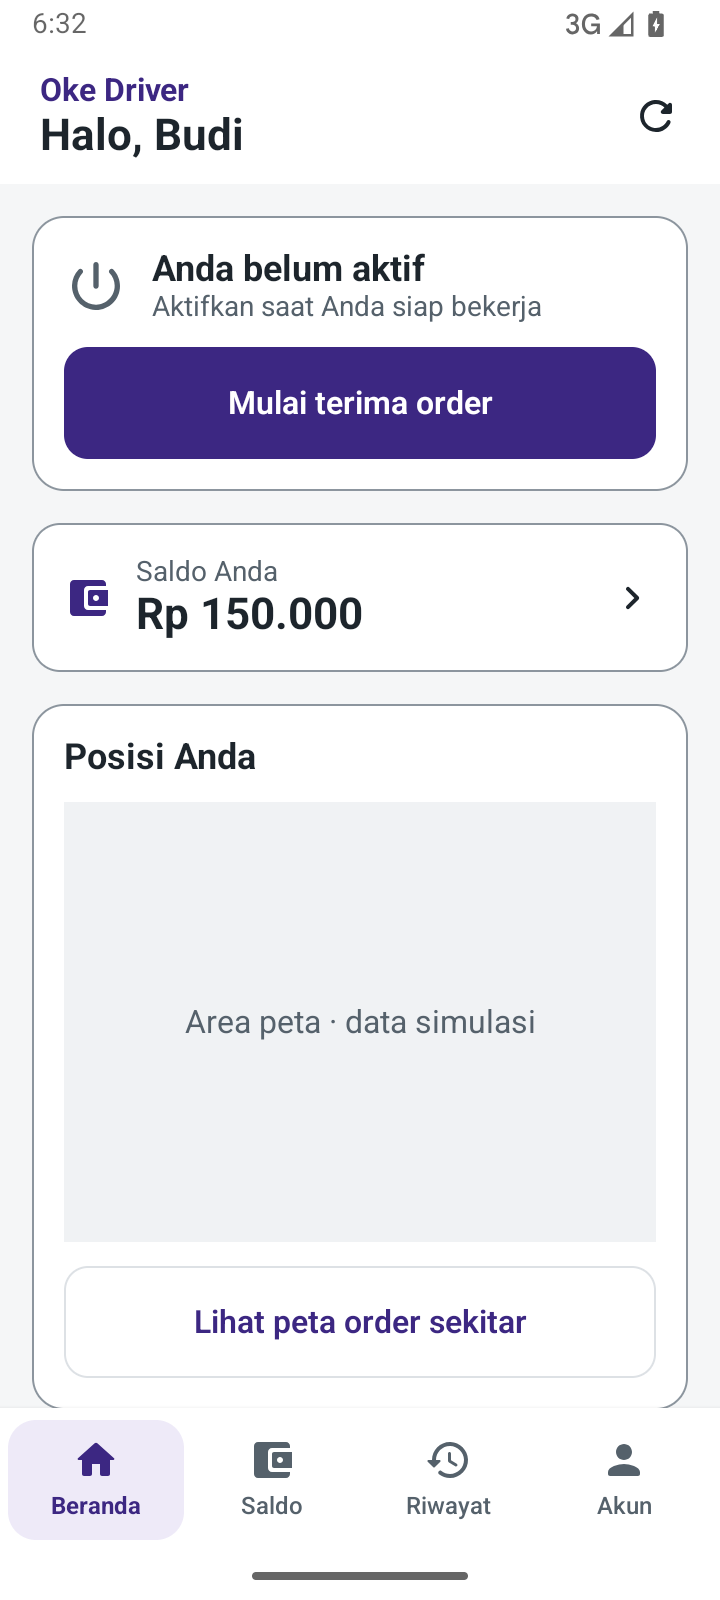 6:32
3G
Oke Driver
Halo, Budi
Anda belum aktif
Aktifkan saat Anda siap bekerja
Mulai terima order
Saldo Anda
Rp 150.000
Posisi Anda
Area peta · data simulasi
Lihat peta order sekitar
Beranda
Saldo
Riwayat
Akun